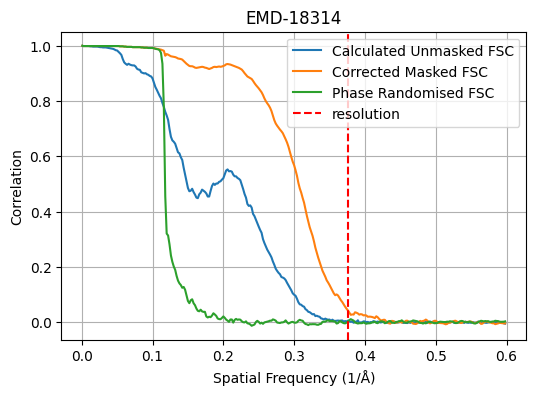 EMD-18314
Calculated Unmasked FSC
Corrected Masked FSC
Phase Randomised FSC
resolution
Correlation
1.0
0.8
0.6
0.4
0.2
0.0
0.0 0.1 0.2 0.3 0.4 0.5 0.6
Spatial Frequency (1/Å)